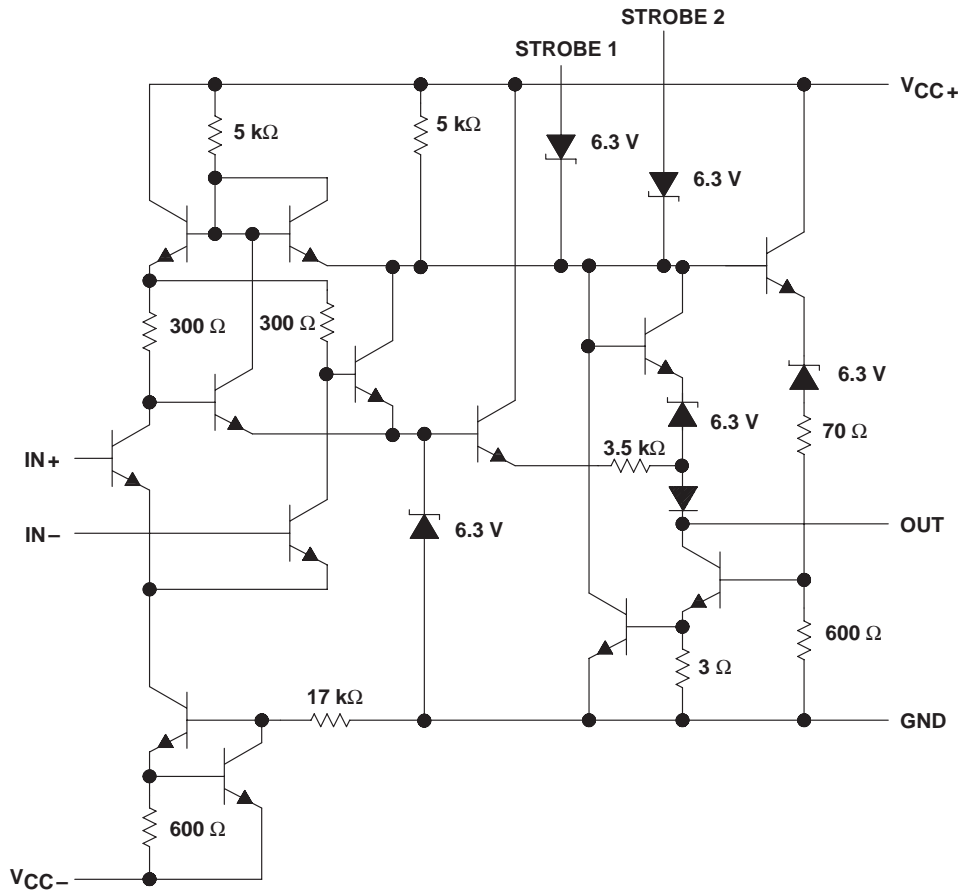 STROBE 2
STROBE 1
VCC+
5 kΩ
5 kΩ
6.3 V
6.3 V
300 Ω
300 Ω
6.3 V
6.3 V
70 Ω
3.5 kΩ
IN+
IN−
6.3 V
OUT
600 Ω
3 Ω
17 kΩ
GND
600 Ω
VCC−